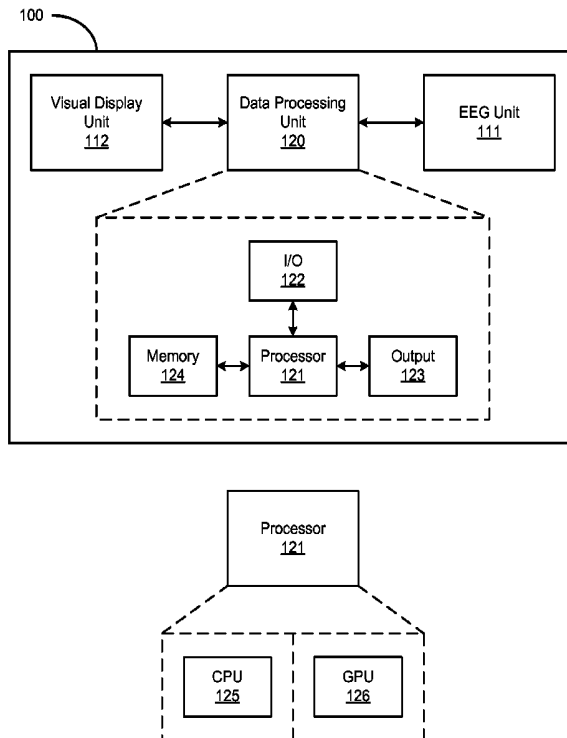 100
Visual Display
Unit
112
Data Processing
Unit
120
EEG Unit
111
I/O
122
Memory
124
Processor
121
Output
123
Processor
121
CPU
125
GPU
126